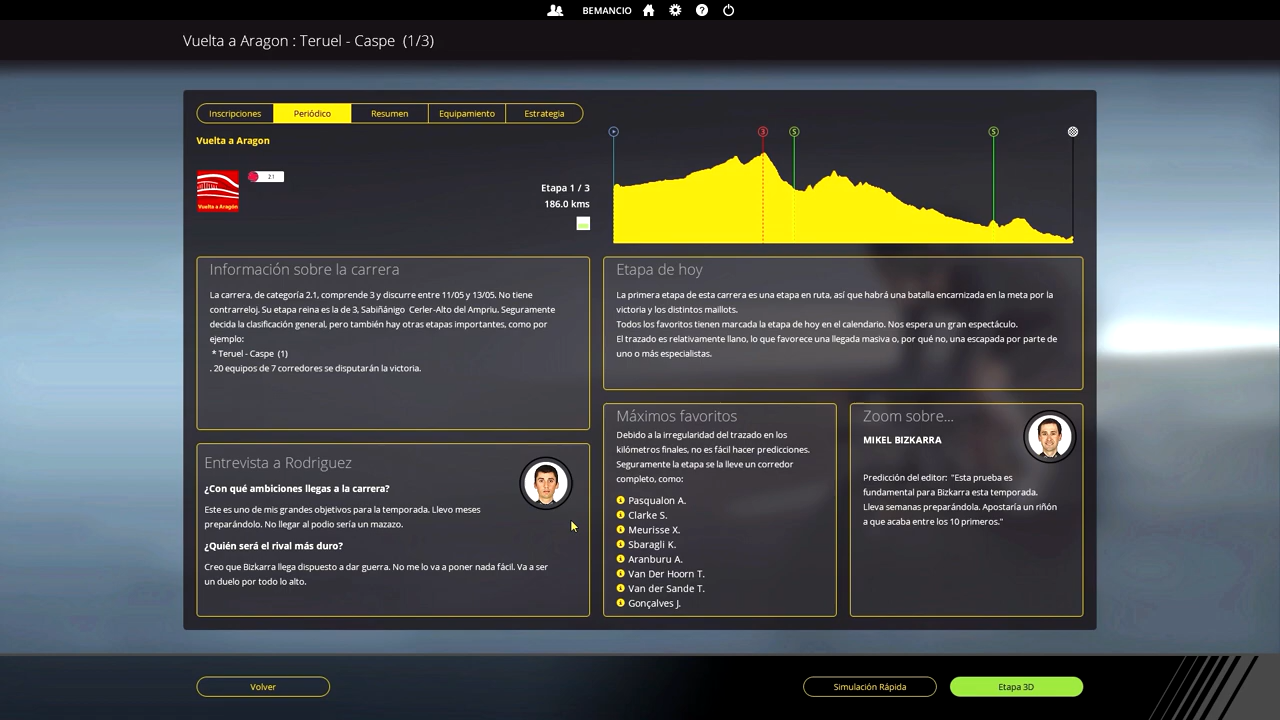 BEMANCIO
Vuelta a Aragon : Teruel - Caspe (1/3)
Inscripciones
Periódico
Resumen
Equipamiento
Estrategia
Vuelta a Aragon
Vuelta a Aragón
2.1
Etapa 1 / 3
186.0 kms
3
S
S
Información sobre la carrera
La carrera, de categoría 2.1, comprende 3 y discurre entre 11/05 y 13/05. No tiene
contrarreloj. Su etapa reina es la de 3, Sabiñánigo Cerler-Alto del Ampriu. Seguramente
decida la clasificación general, pero también hay otras etapas importantes, como por
ejemplo:
* Teruel - Caspe (1)
. 20 equipos de 7 corredores se disputarán la victoria.
Etapa de hoy
La primera etapa de esta carrera es una etapa en ruta, así que habrá una batalla encarnizada en la meta por la
victoria y los distintos maillots.
Todos los favoritos tienen marcada la etapa de hoy en el calendario. Nos espera un gran espectáculo.
El trazado es relativamente llano, lo que favorece una llegada masiva o, por qué no, una escapada por parte de
uno o más especialistas.
Entrevista a Rodriguez
¿Con qué ambiciones llegas a la carrera?
Este es uno de mis grandes objetivos para la temporada. Llevo meses
preparándolo. No llegar al podio sería un mazazo.
¿Quién será el rival más duro?
Creo que Bizkarra llega dispuesto a dar guerra. No me lo va a poner nada fácil. Va a ser
un duelo por todo lo alto.
Máximos favoritos
Debido a la irregularidad del trazado en los
kilómetros finales, no es fácil hacer predicciones.
Seguramente la etapa se la lleve un corredor
completo, como:
Pasqualon A.
Clarke S.
Meurisse X.
Sbaragli K.
Aranburu A.
Van Der Hoorn T.
Van der Sande T.
Gonçalves J.
Zoom sobre...
MIKEL BIZKARRA
Predicción del editor: "Esta prueba es
fundamental para Bizkarra esta temporada.
Lleva semanas preparándola. Apostaría un riñón
a que acaba entre los 10 primeros."
Volver
Simulación Rápida
Etapa 3D